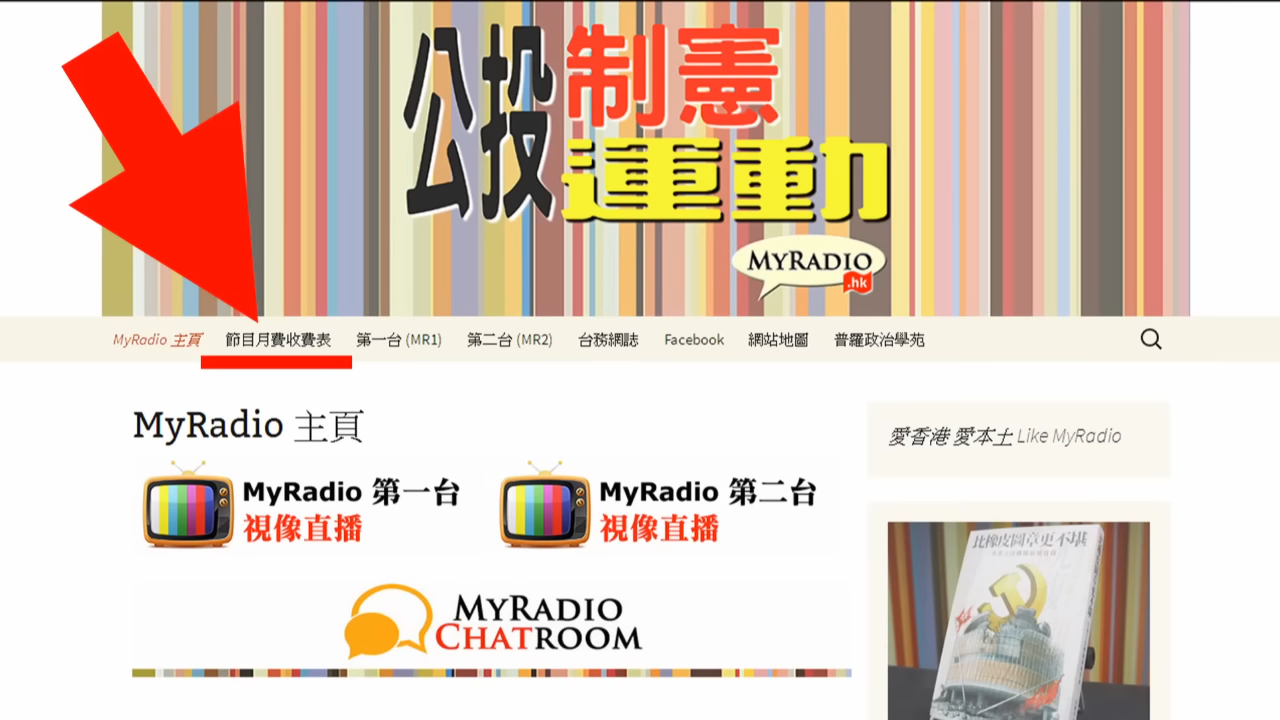 公投制憲
運動
MYRADIO
.hk
MyRadio 主頁 節目月費收費表 第一台 (MR1) 第二台 (MR2) 台務網誌 Facebook 網站地圖 普羅政治學苑
MyRadio 主頁
愛香港 愛本土 Like MyRadio
MyRadio 第一台
視像直播
MyRadio 第二台
視像直播
MYRADIO
CHATROOM
比橡皮圖章更不堪